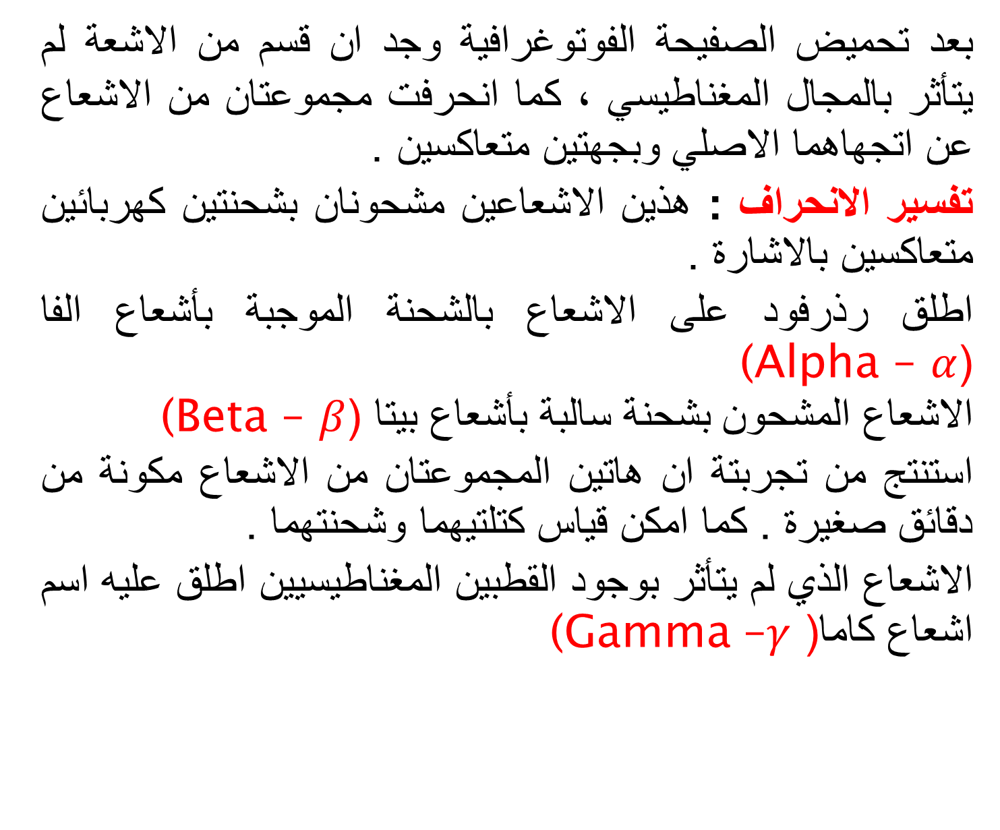 بعد تحميض الصفيحة الفوتوغرافية وجد ان قسم من الاشعة لم
يتأثر بالمجال المغناطيسي ، كما انحرفت مجموعتان من الاشعاع
عن اتجهاهما الاصلي وبجهتين متعاكسين .
تفسير الانحراف : هذين الاشعاعين مشحونان بشحنتين كهربائين
متعاكسين بالاشارة .
اطلق رذرفود على الاشعاع بالشحنة الموجبة بأشعاع الفا
(Alpha – α)
الاشعاع المشحون بشحنة سالبة بأشعاع بيتا (Beta – β)
استنتج من تجربتة ان هاتين المجموعتان من الاشعاع مكونة من
دقائق صغيرة . كما امكن قياس كتلتيهما وشحنتهما .
الاشعاع الذي لم يتأثر بوجود القطبين المغناطيسيين اطلق عليه اسم
اشعاع كاما(Gamma –γ )